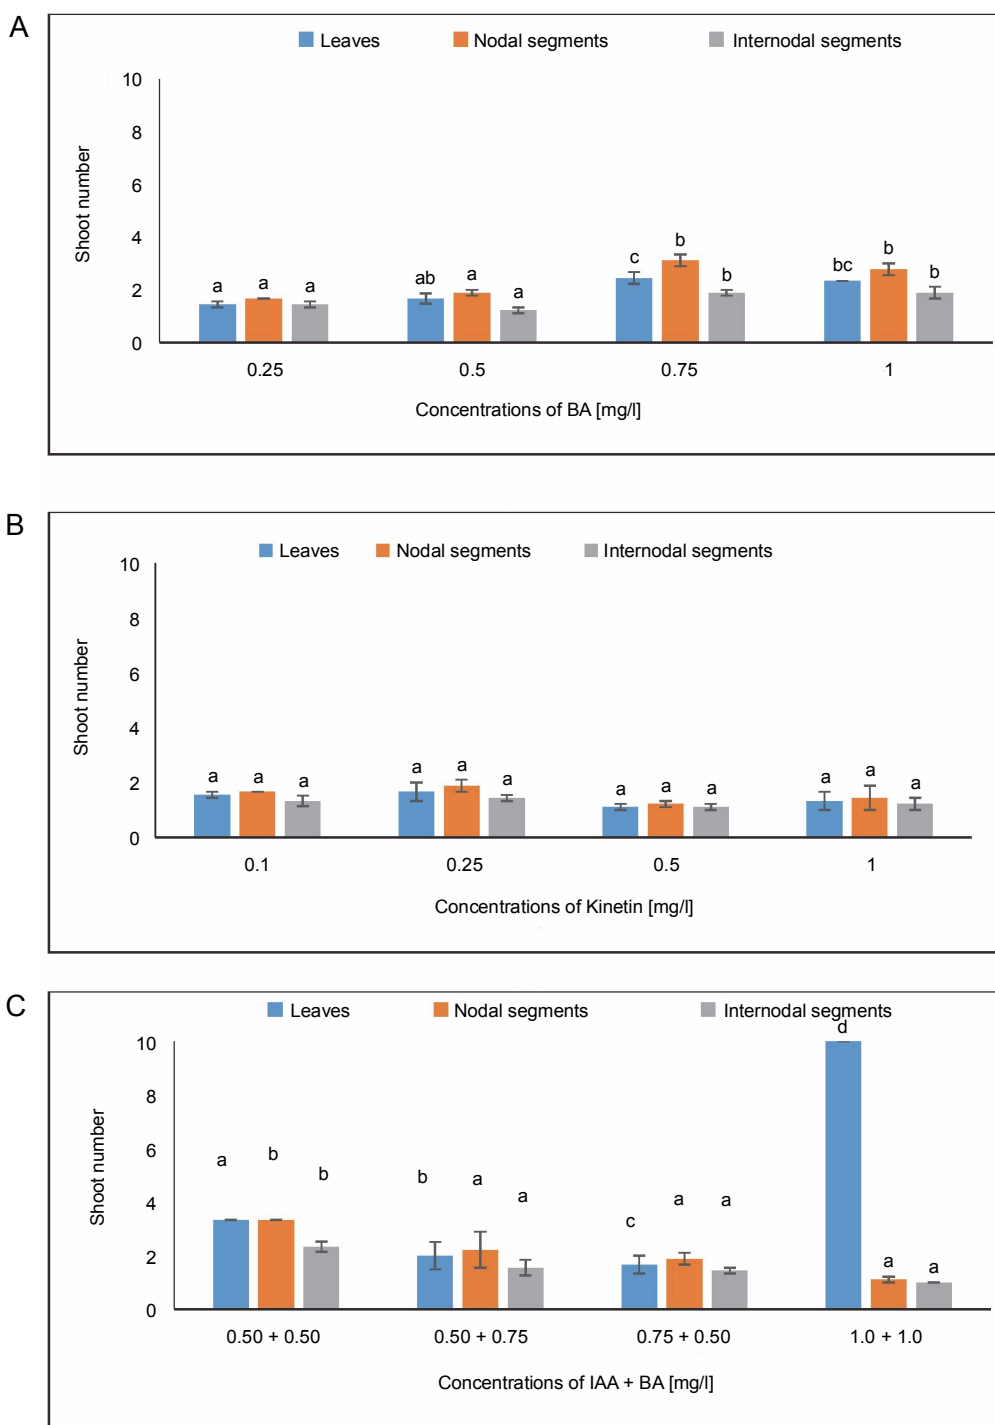 A
Leaves Nodal segments Internodal segments
Shoot number
10
8
6
4
2
0
a a a ab a a c b b bc b b
0.25 0.5 0.75 1
Concentrations of BA [mg/l]
B
Leaves Nodal segments Internodal segments
Shoot number
10
8
6
4
2
0
a a a a a a a a a a a a
0.1 0.25 0.5 1
Concentrations of Kinetin [mg/l]
C
Leaves Nodal segments Internodal segments
Shoot number
10
8
6
4
2
0
a b b b a a c a a d a a
0.50 + 0.50 0.50 + 0.75 0.75 + 0.50 1.0 + 1.0
Concentrations of IAA + BA [mg/l]